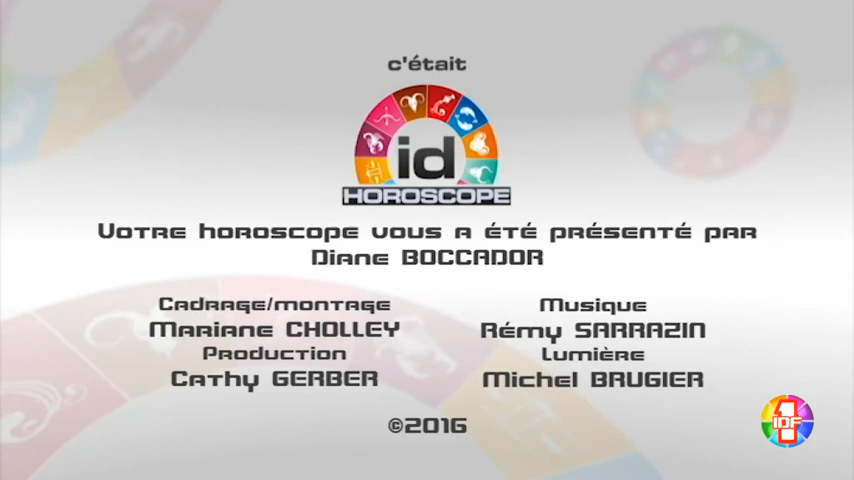 c'était
id
HOROSCOPE
Votre horoscope vous a été présenté par
Diane BOCCADOR
Cadrage/montage
Mariane CHOLLEY
Production
Cathy GERBER
Musique
Rémy SARRAZIN
Lumière
Michel BRUGIER
©2016
IDF
1